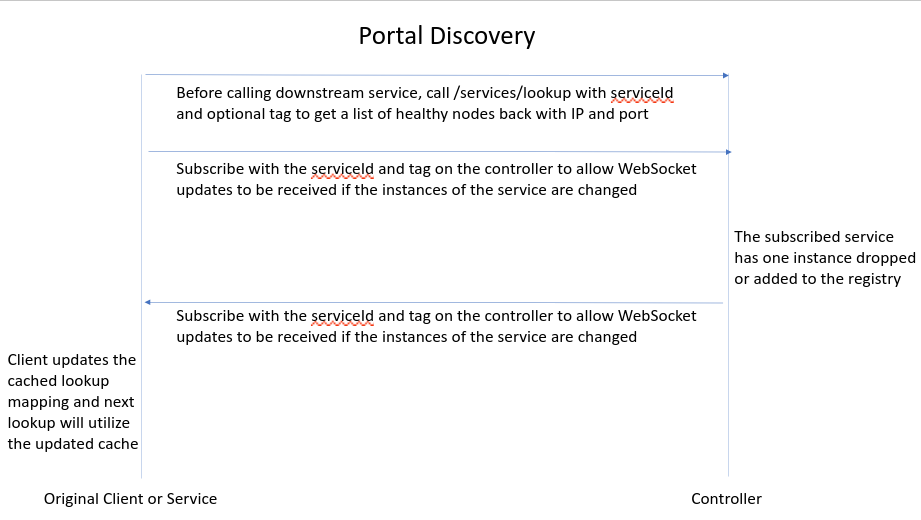 Portal Discovery
Before calling downstream service, call /services/lookup with serviceId
and optional tag to get a list of healthy nodes back with IP and port
Subscribe with the serviceId and tag on the controller to allow WebSocket
updates to be received if the instances of the service are changed
The subscribed service
has one instance dropped
or added to the registry
Subscribe with the serviceId and tag on the controller to allow WebSocket
updates to be received if the instances of the service are changed
Client updates the
cached lookup
mapping and next
lookup will utilize
the updated cache
Original Client or Service
Controller